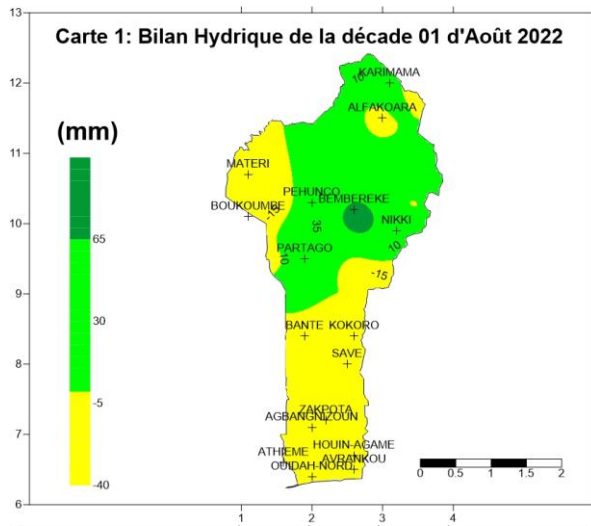 13
Carte 1: Bilan Hydrique de la décade 01 d'Août 2022
KARIMAMA
10
12
ALFAKOARA
(mm)
11
MATERI
PEHUNCO
BEMBEREKE
BOUKOUMBE
-15
10
35
NIKKI
65
10
PARTAGO
10
-15
9
30
BANTE
KOKORO
SAVE
8
-5
ZAKPOTA
AGBANGNIZOUN
7
HOUIN-AGAME
ATHIEME
AVRANKOU
OUIDAH-NORD
-40
0 0.5 1 1.5 2
6
1 2 3 4